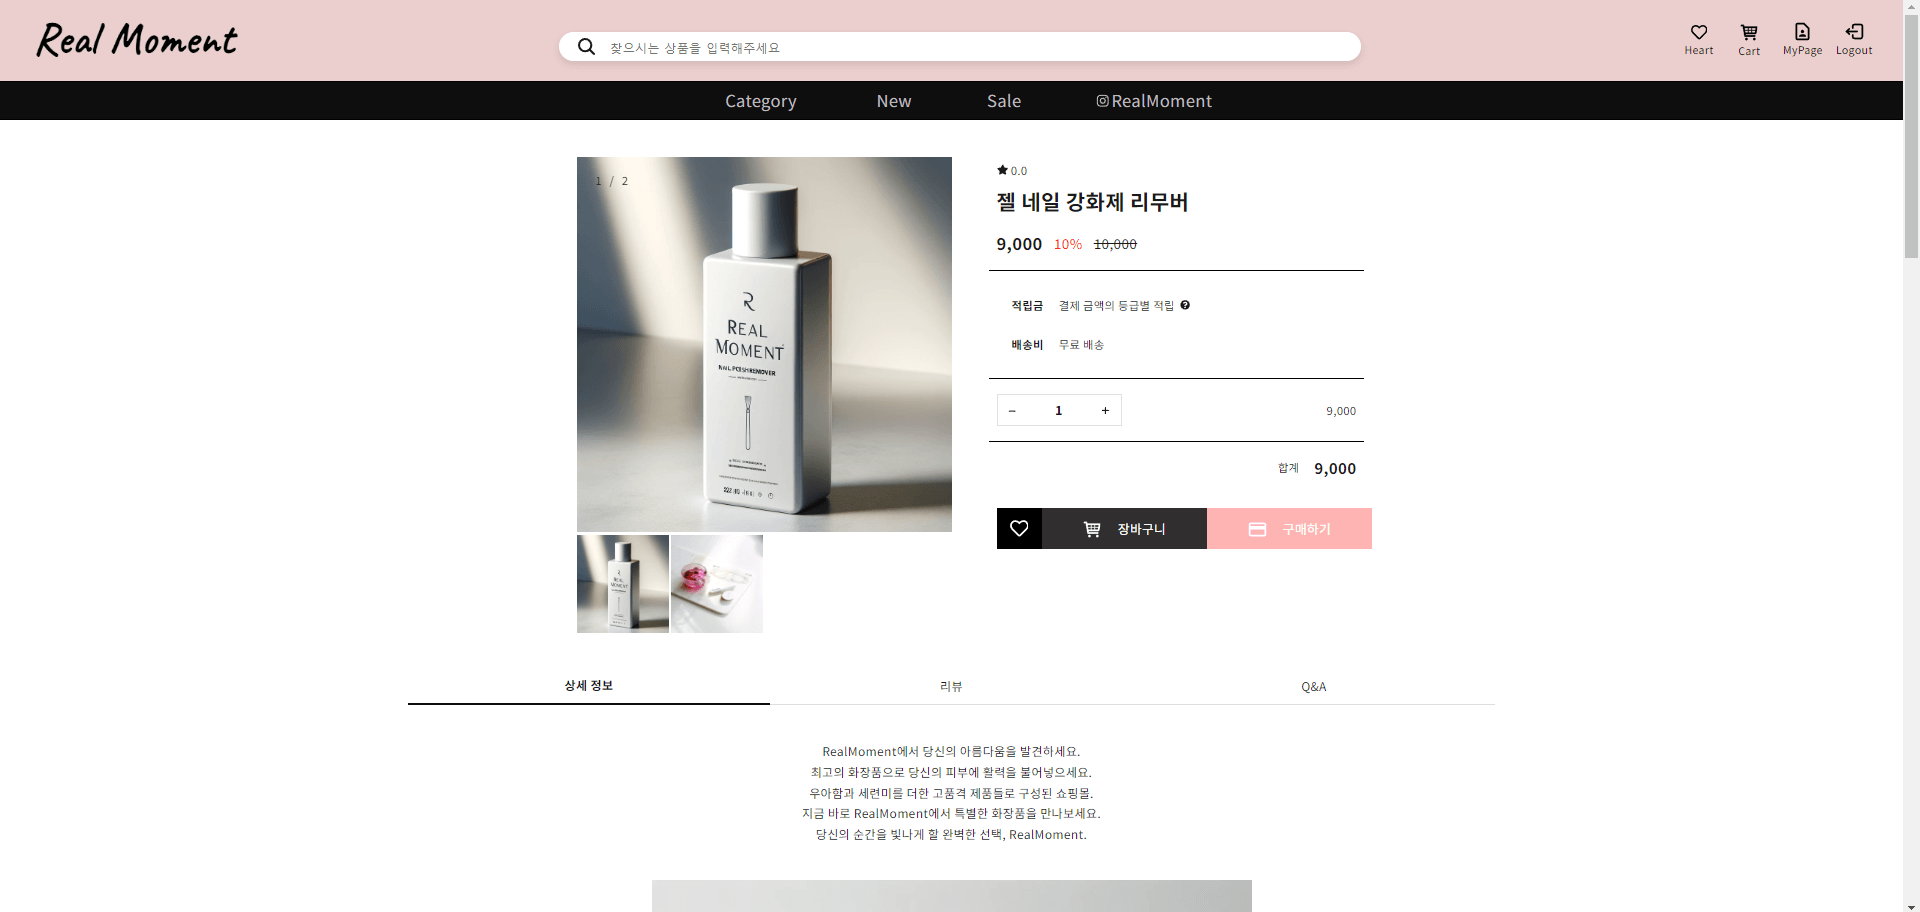 Real Moment
찾으시는 상품을 입력해주세요
Heart
Cart
MyPage
Logout
Category
New
Sale
RealMoment
1 / 2
R
REAL
MOMENT
0.0
젤 네일 강화제 리무버
9,000 10% 10,000
적립금 결제 금액의 등급별 적립
배송비 무료 배송
- 1 + 9,000
합계 9,000
장바구니
구매하기
REAL
MOMENT
상세 정보
리뷰
Q&A
RealMoment에서 당신의 아름다움을 발견하세요.
최고의 화장품으로 당신의 피부에 활력을 불어넣으세요.
우아함과 세련미를 더한 고품격 제품들로 구성된 쇼핑몰.
지금 바로 RealMoment에서 특별한 화장품을 만나보세요.
당신의 순간을 빛나게 할 완벽한 선택, RealMoment.